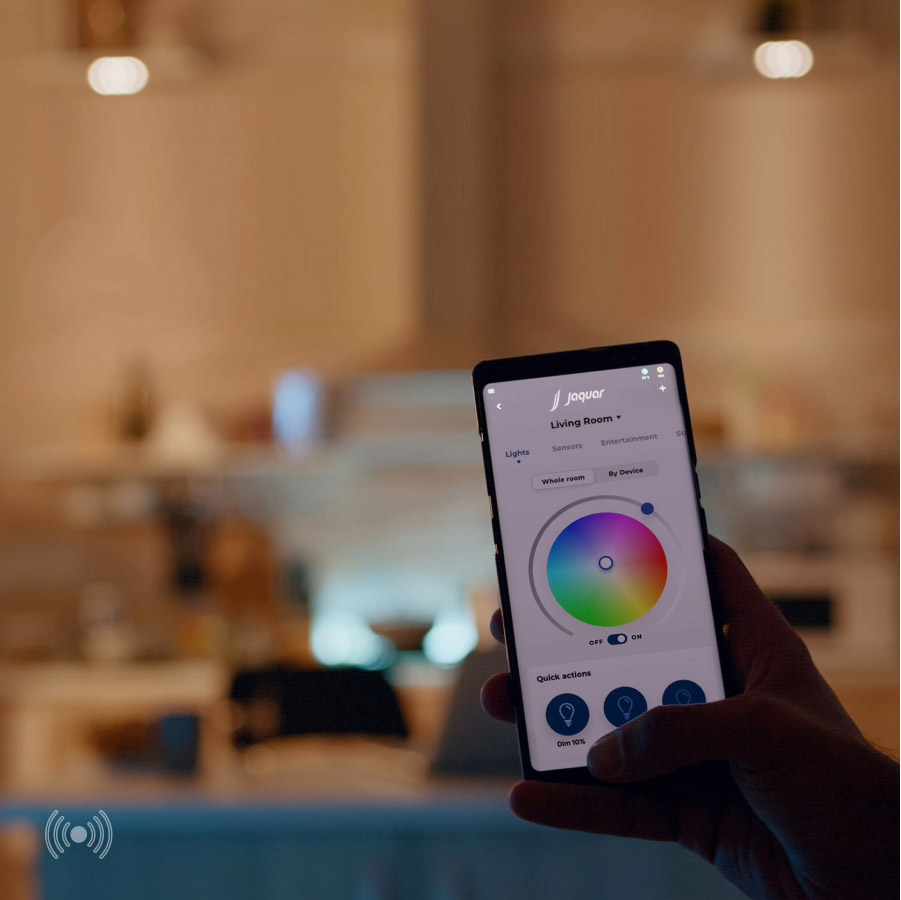 Jaquar
Living Room
Lights Sensors Entertainment St
Whole room By Device
OFF ON
Quick actions
Dim 10%